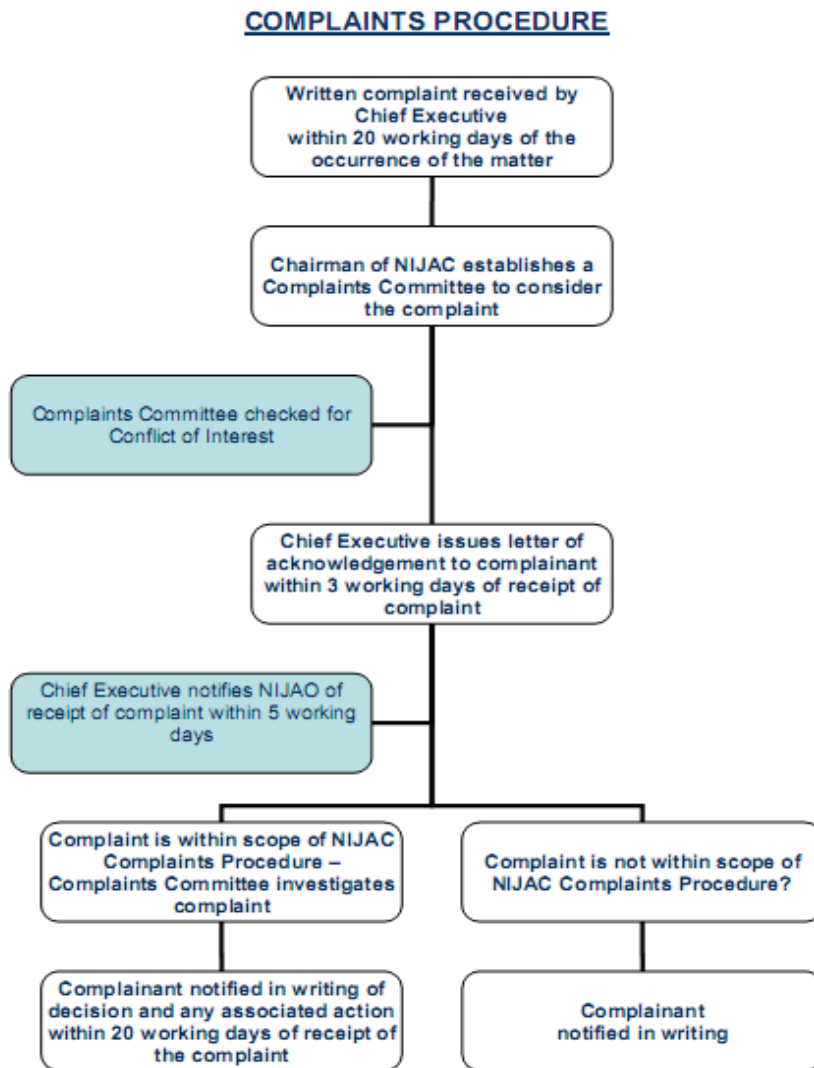 COMPLAINTS PROCEDURE
Written complaint received by
Chief Executive
within 20 working days of the
occurrence of the matter
Chairman of NIJAC establishes a
Complaints Committee to consider
the complaint
Complaints Committee checked for
Conflict of Interest
Chief Executive issues letter of
acknowledgement to complainant
within 3 working days of receipt of
complaint
Chief Executive notifies NIJAO of
receipt of complaint within 5 working
days
Complaint is within scope of NIJAC
Complaints Procedure –
Complaints Committee investigates
complaint
Complaint is not within scope of
NIJAC Complaints Procedure?
Complainant notified in writing of
decision and any associated action
within 20 working days of receipt of
the complaint
Complainant
notified in writing